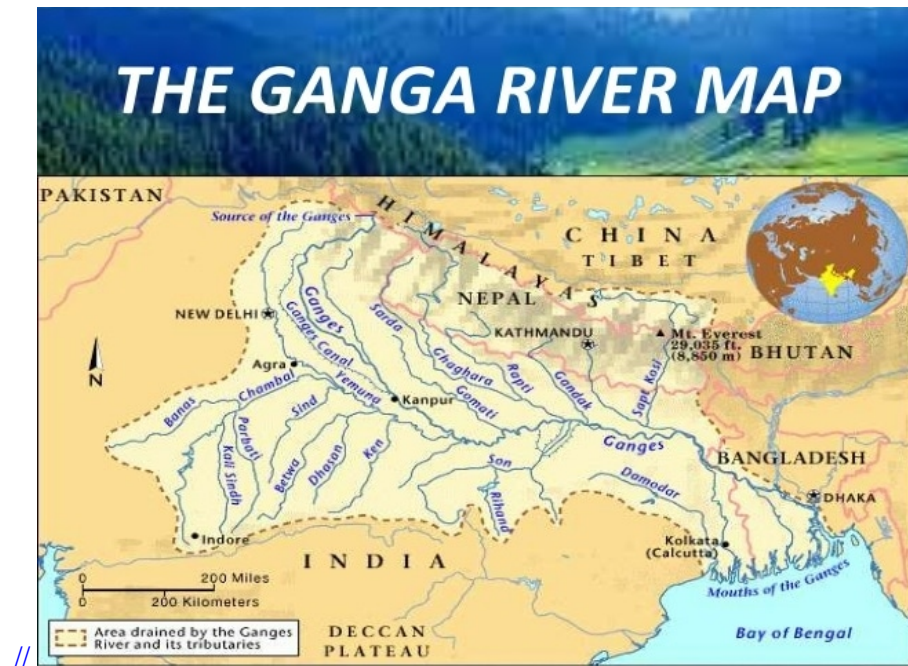 THE GANGA RIVER MAP
PAKISTAN
HIMALAYAS
Source of the Ganges
CHINA
TIBET
NEPAL
NEW DELHI
Ganges
Ganges Canal
Sarda
KATHMANDU
Mt. Everest
29,035 ft.
(8,850 m)
BHUTAN
N
Agra
Yemuna
Ghaghara
Rapti
Gandak
Sapt Kosi
Banas
Chambal
Sind
Kanpur
Gomati
Parbati
Kali Sindh
Betwa
Dhasan
Ken
Ganges
BANGLADESH
Son
Rihand
Damodar
DHAKA
Indore
INDIA
Kolkata
(Calcutta)
Mouths of the Ganges
0 200 Miles
0 200 Kilometers
Area drained by the Ganges
River and its tributaries
DECCAN
PLATEAU
Bay of Bengal
//